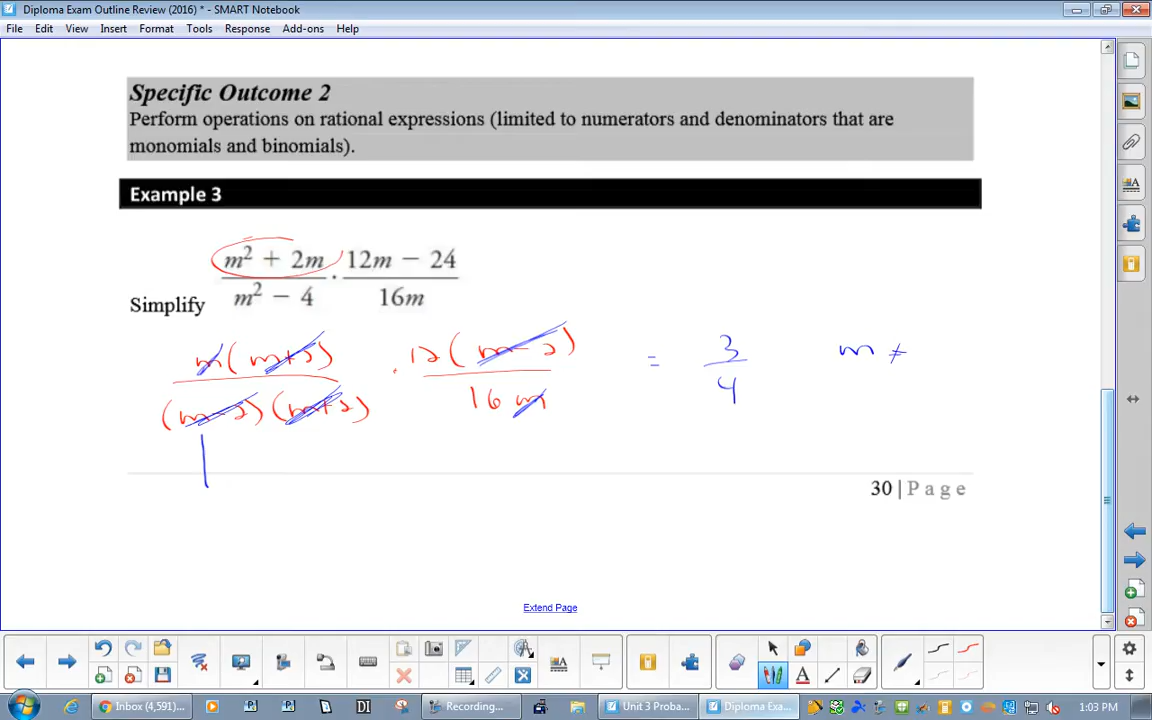 Diploma Exam Outline Review (2016) * - SMART Notebook
File Edit View Insert Format Tools Response Add-ons Help
Specific Outcome 2
Perform operations on rational expressions (limited to numerators and denominators that are
monomials and binomials).
Example 3
Simplify m² + 2m / m² − 4 · 12m − 24 / 16m
m(m+2) / (m−2)(m+2) · 12(m−2) / 16m = 3/4 m ≠
30 | Page
Extend Page
Inbox (4,591)... DI Recording... Unit 3 Proba... Diploma Exa... 1:03 PM